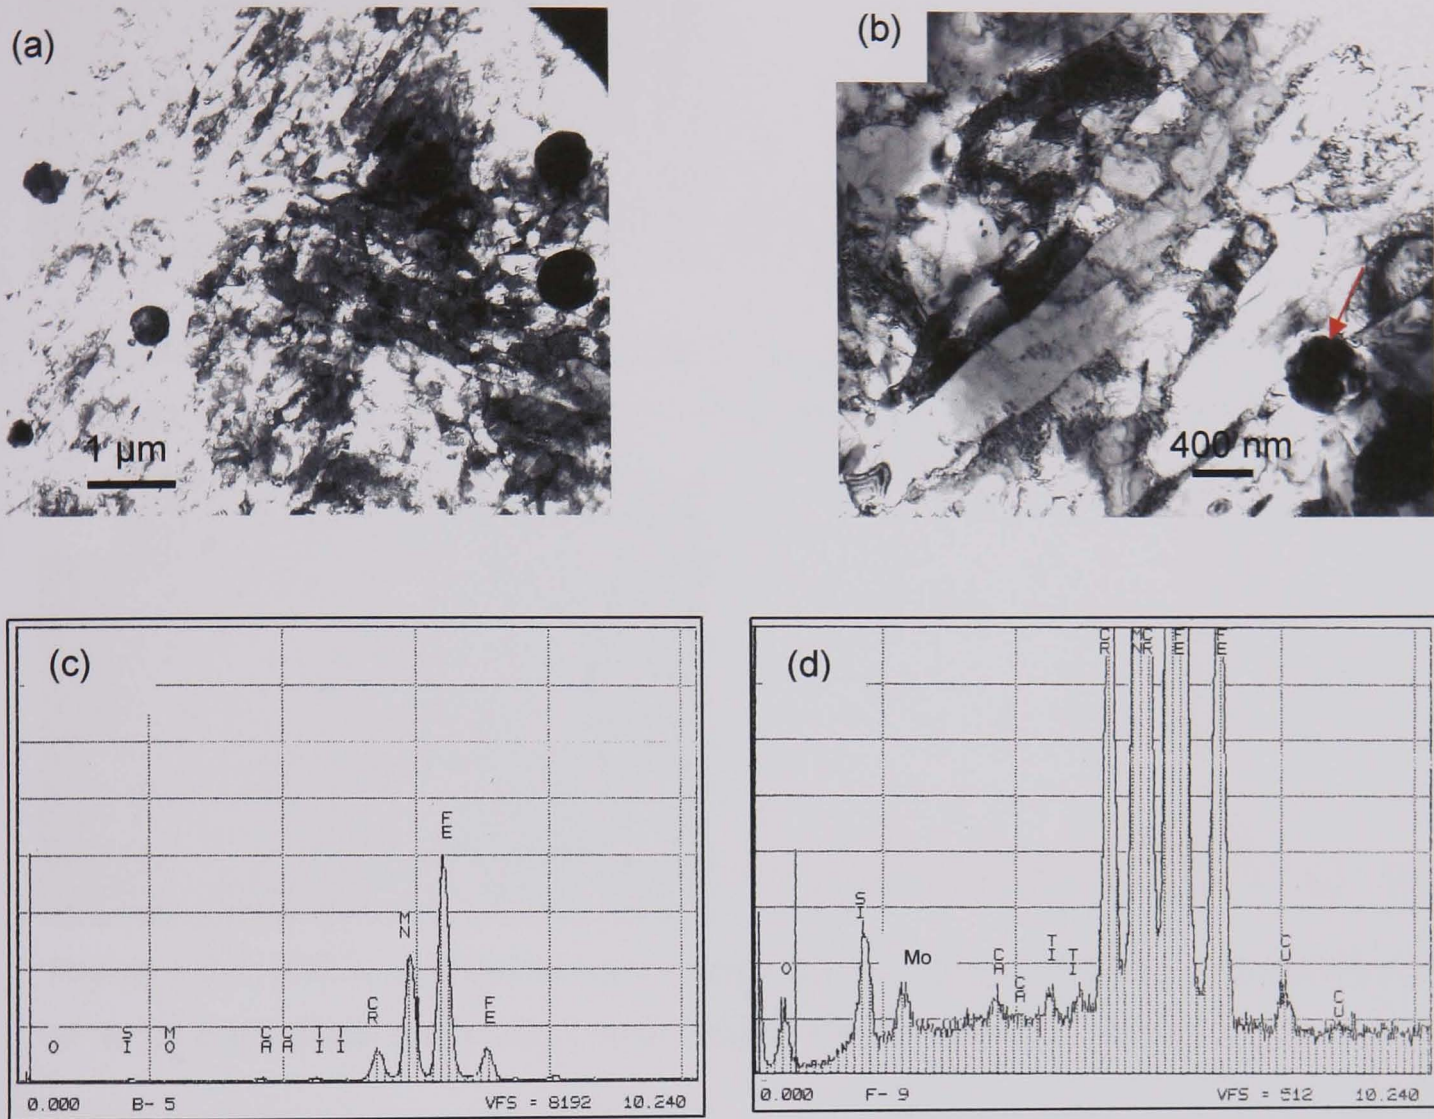 (a)
1 µm
(b)
400 nm
(c)
O
SI
MO
CA
CA
TI
TI
CR
MN
FE
FE
0.000
B- 5
VFS = 8192
10.240
(d)
O
SI
Mo
CA
CA
TI
TI
CR
MN
CR
FE
FE
CU
CU
0.000
F- 9
VFS = 512
10.240